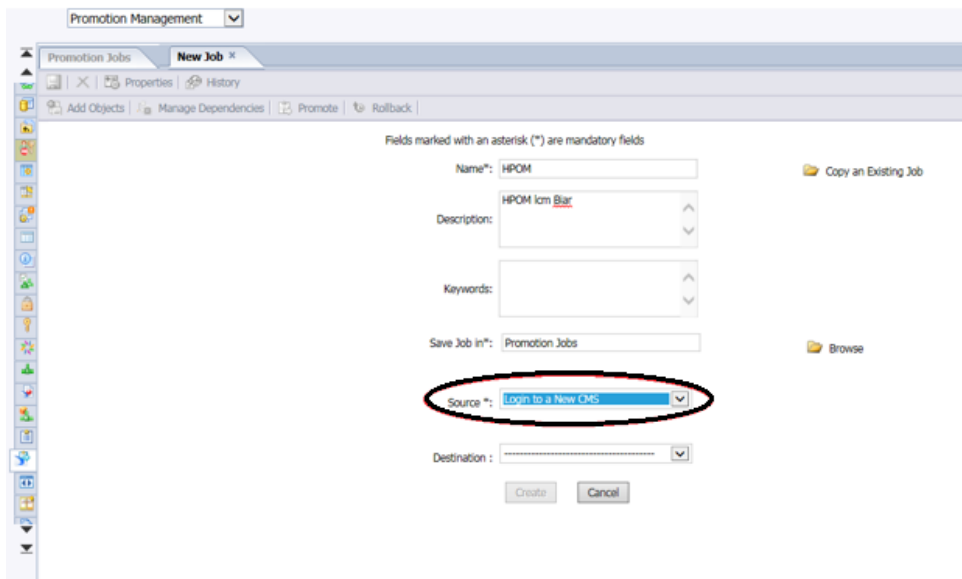 Promotion Management
Promotion Jobs New Job ×
Properties History
Add Objects Manage Dependencies Promote Rollback
Fields marked with an asterisk (*) are mandatory fields
Name*: HPOM Copy an Existing Job
Description: HPOM lcm Biar
Keywords:
Save Job in*: Promotion Jobs Browse
Source *: Login to a New CMS
Destination : ----------------------------------------
Create Cancel